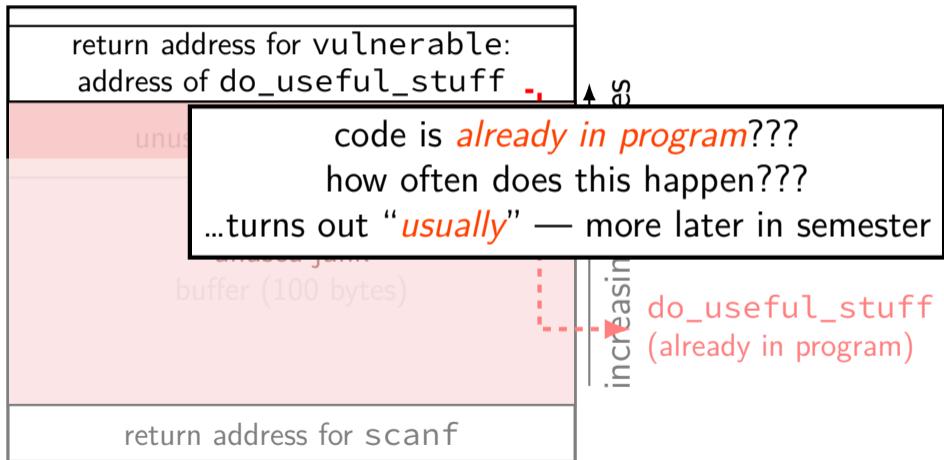 return address for vulnerable:
address of do_useful_stuff
code is already in program???
how often does this happen???
…turns out “usually” — more later in semester
buffer (100 bytes)
do_useful_stuff
(already in program)
return address for scanf